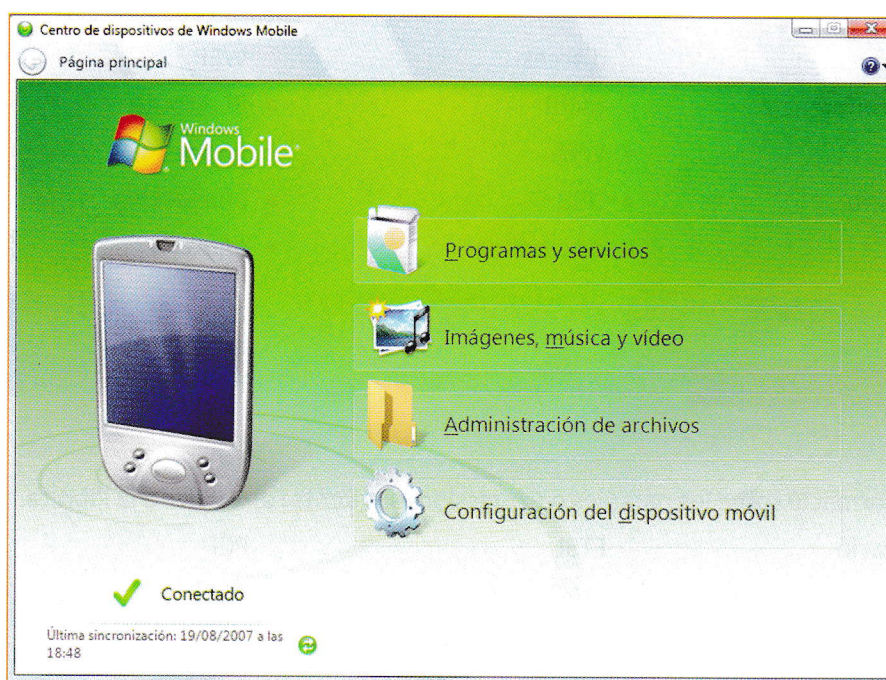 Centro de dispositivos de Windows Mobile
Página principal
Windows
Mobile
Programas y servicios
Imágenes, música y vídeo
Administración de archivos
Configuración del dispositivo móvil
Conectado
Última sincronización: 19/08/2007 a las
18:48